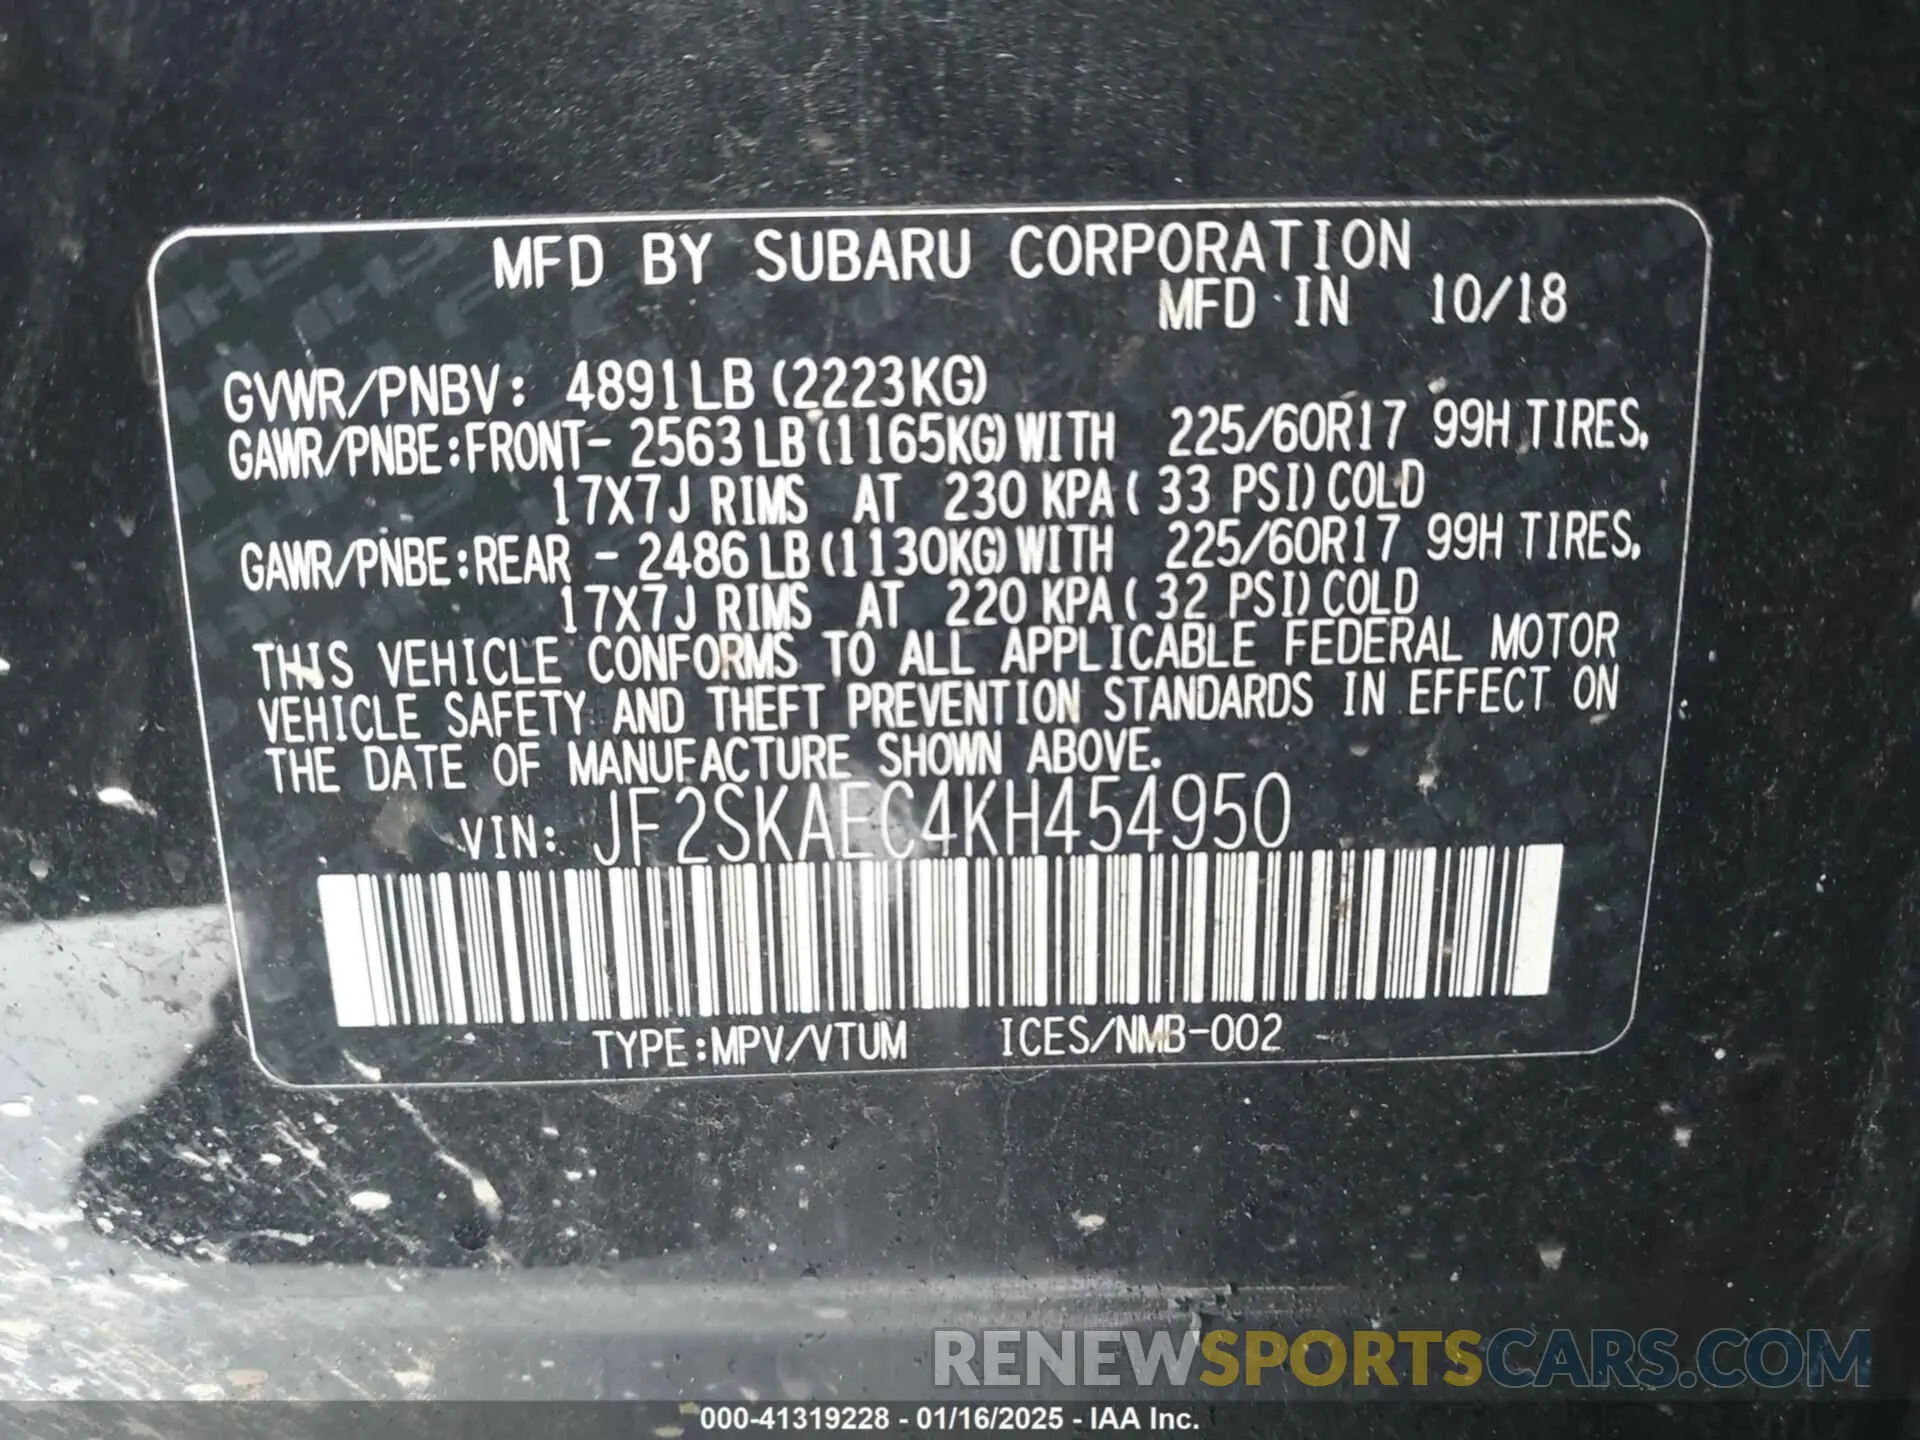 MFD BY SUBARU CORPORATION
MFD IN 10/18
GVWR/PNBV: 4891LB (2223KG)
GAWR/PNBE:FRONT- 2563 LB (1165KG) WITH 225/60R17 99H TIRES,
17X7J RIMS AT 230 KPA ( 33 PSI) COLD
GAWR/PNBE:REAR - 2486 LB (1130KG) WITH 225/60R17 99H TIRES,
17X7J RIMS AT 220 KPA ( 32 PSI) COLD
THIS VEHICLE CONFORMS TO ALL APPLICABLE FEDERAL MOTOR
VEHICLE SAFETY AND THEFT PREVENTION STANDARDS IN EFFECT ON
THE DATE OF MANUFACTURE SHOWN ABOVE.
VIN: JF2SKAEC4KH454950
TYPE:MPV/VTUM ICES/NMB-002
RENEWSPORTSCARS.COM
000-41319228 - 01/16/2025 - IAA Inc.